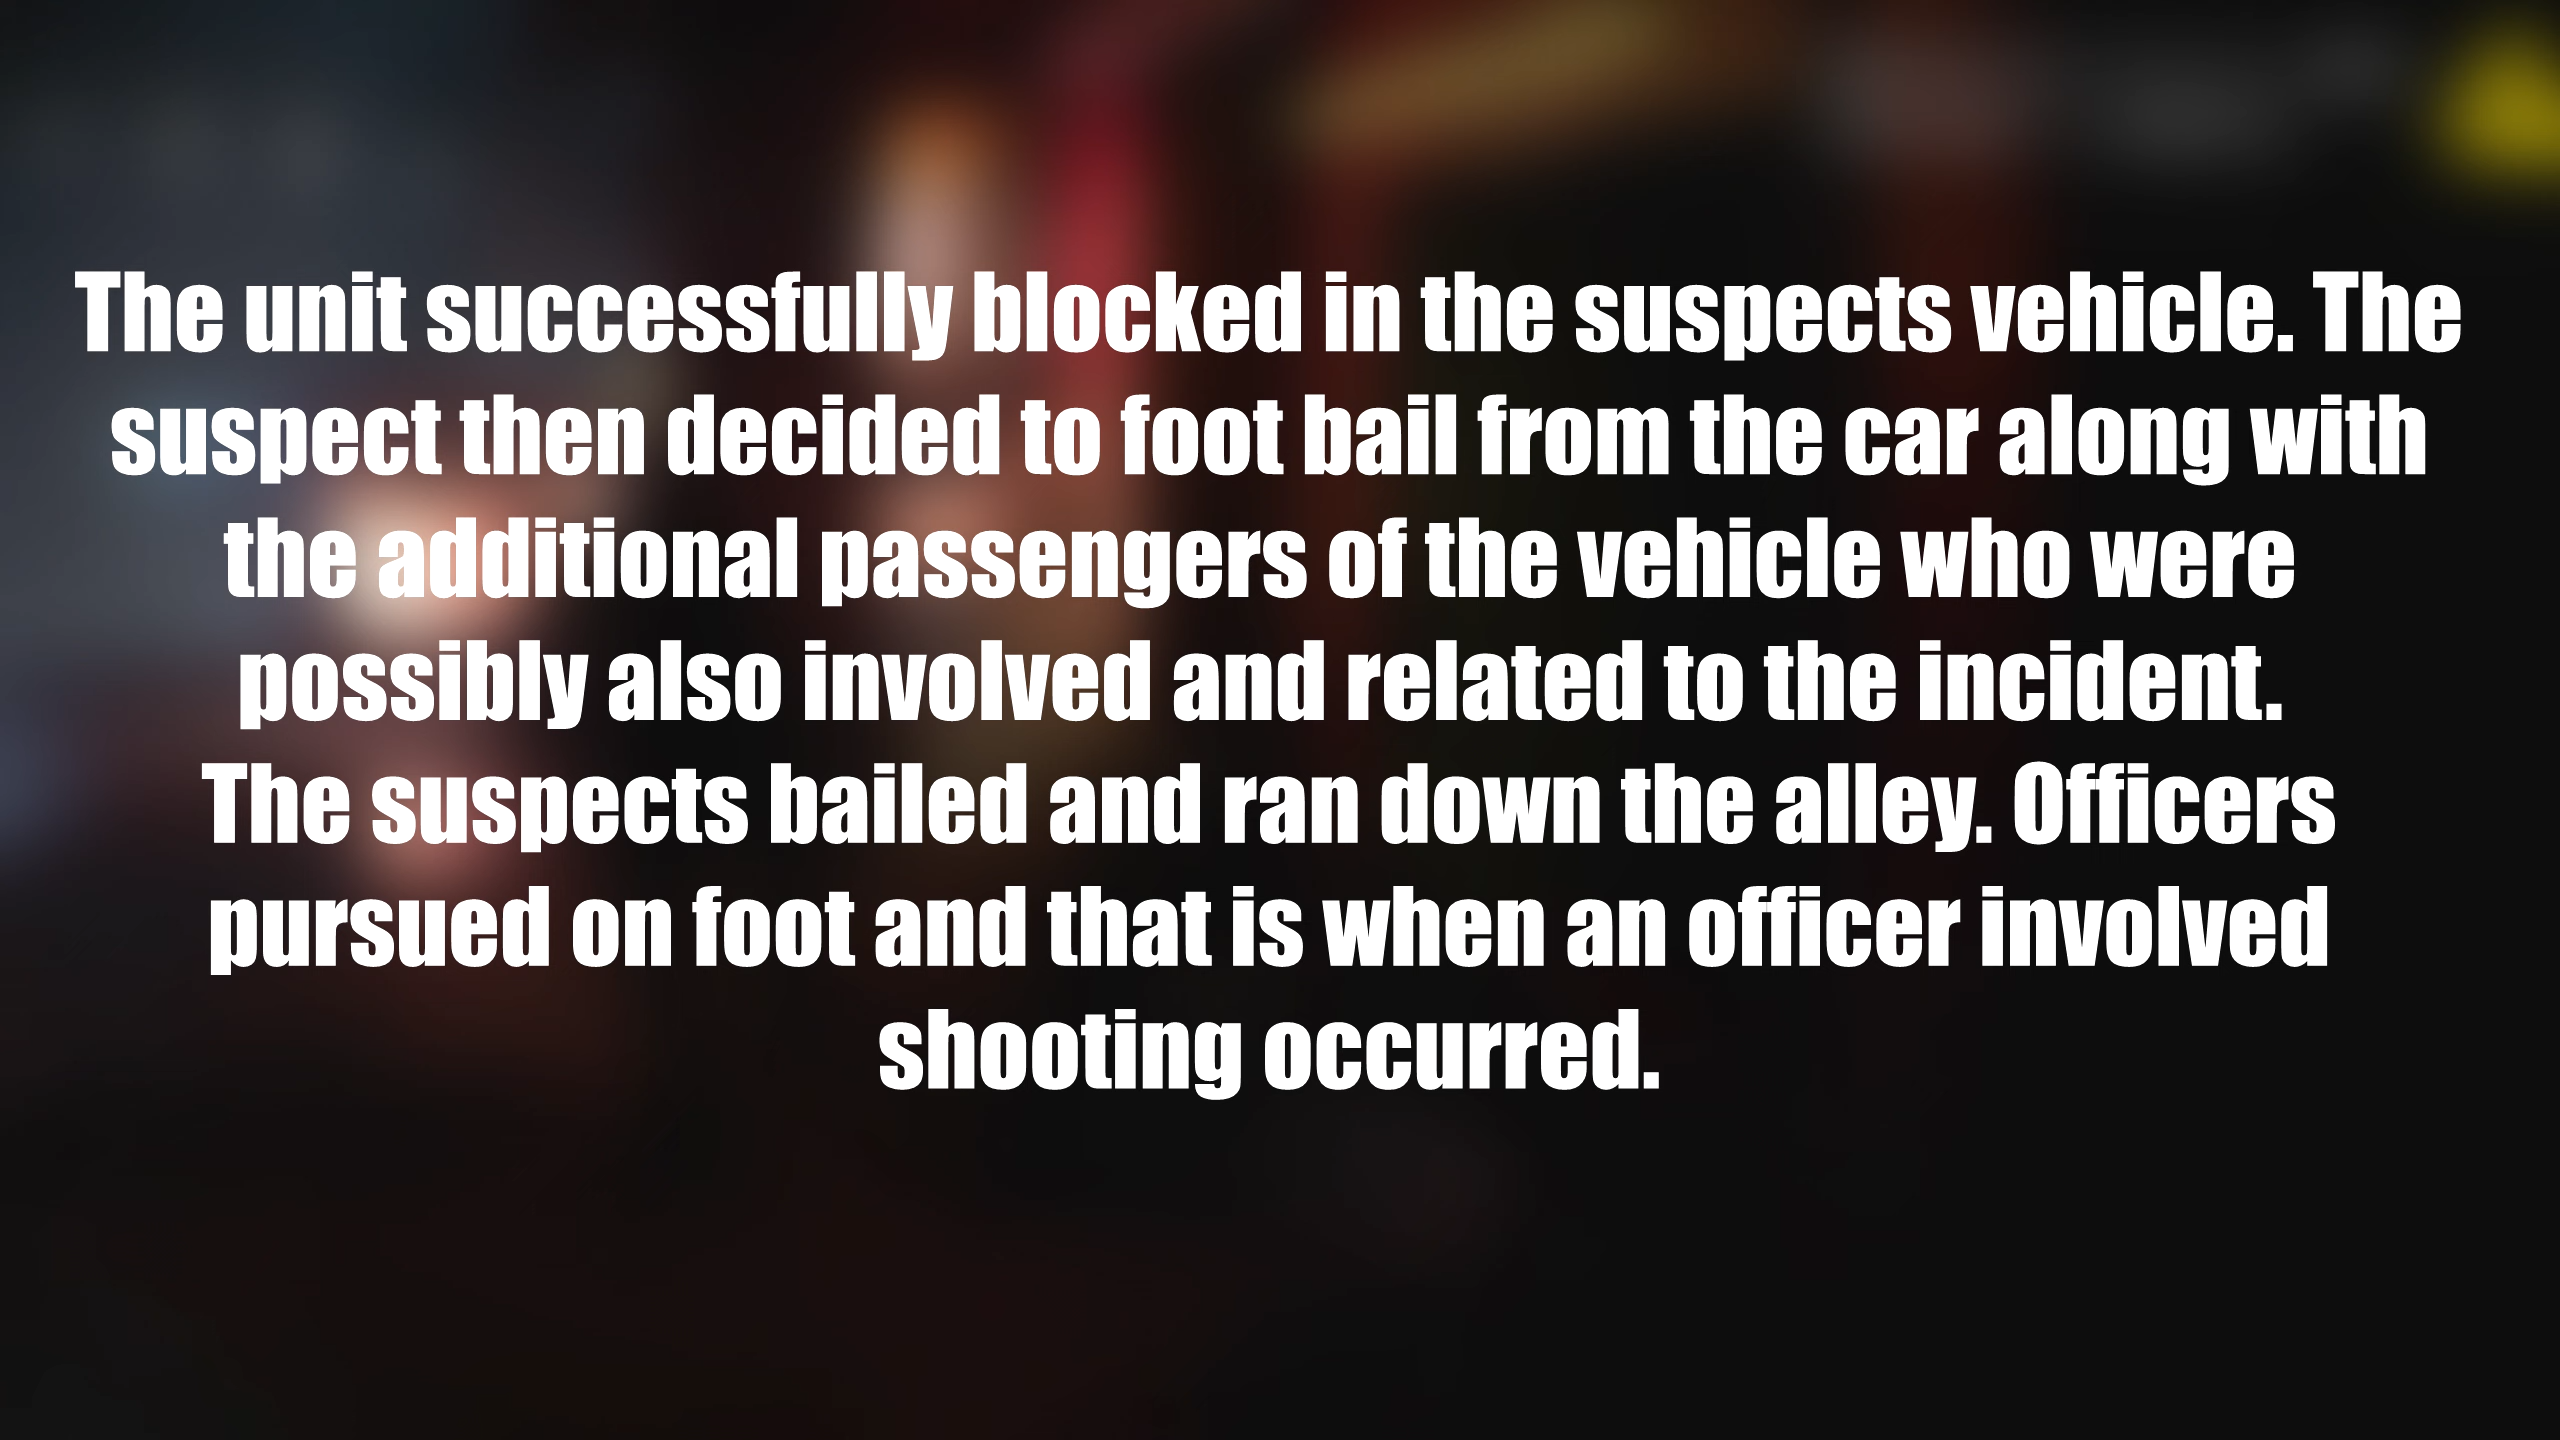 The unit successfully blocked in the suspects vehicle. The
suspect then decided to foot bail from the car along with
the additional passengers of the vehicle who were
possibly also involved and related to the incident.
The suspects bailed and ran down the alley. Officers
pursued on foot and that is when an officer involved
shooting occurred.